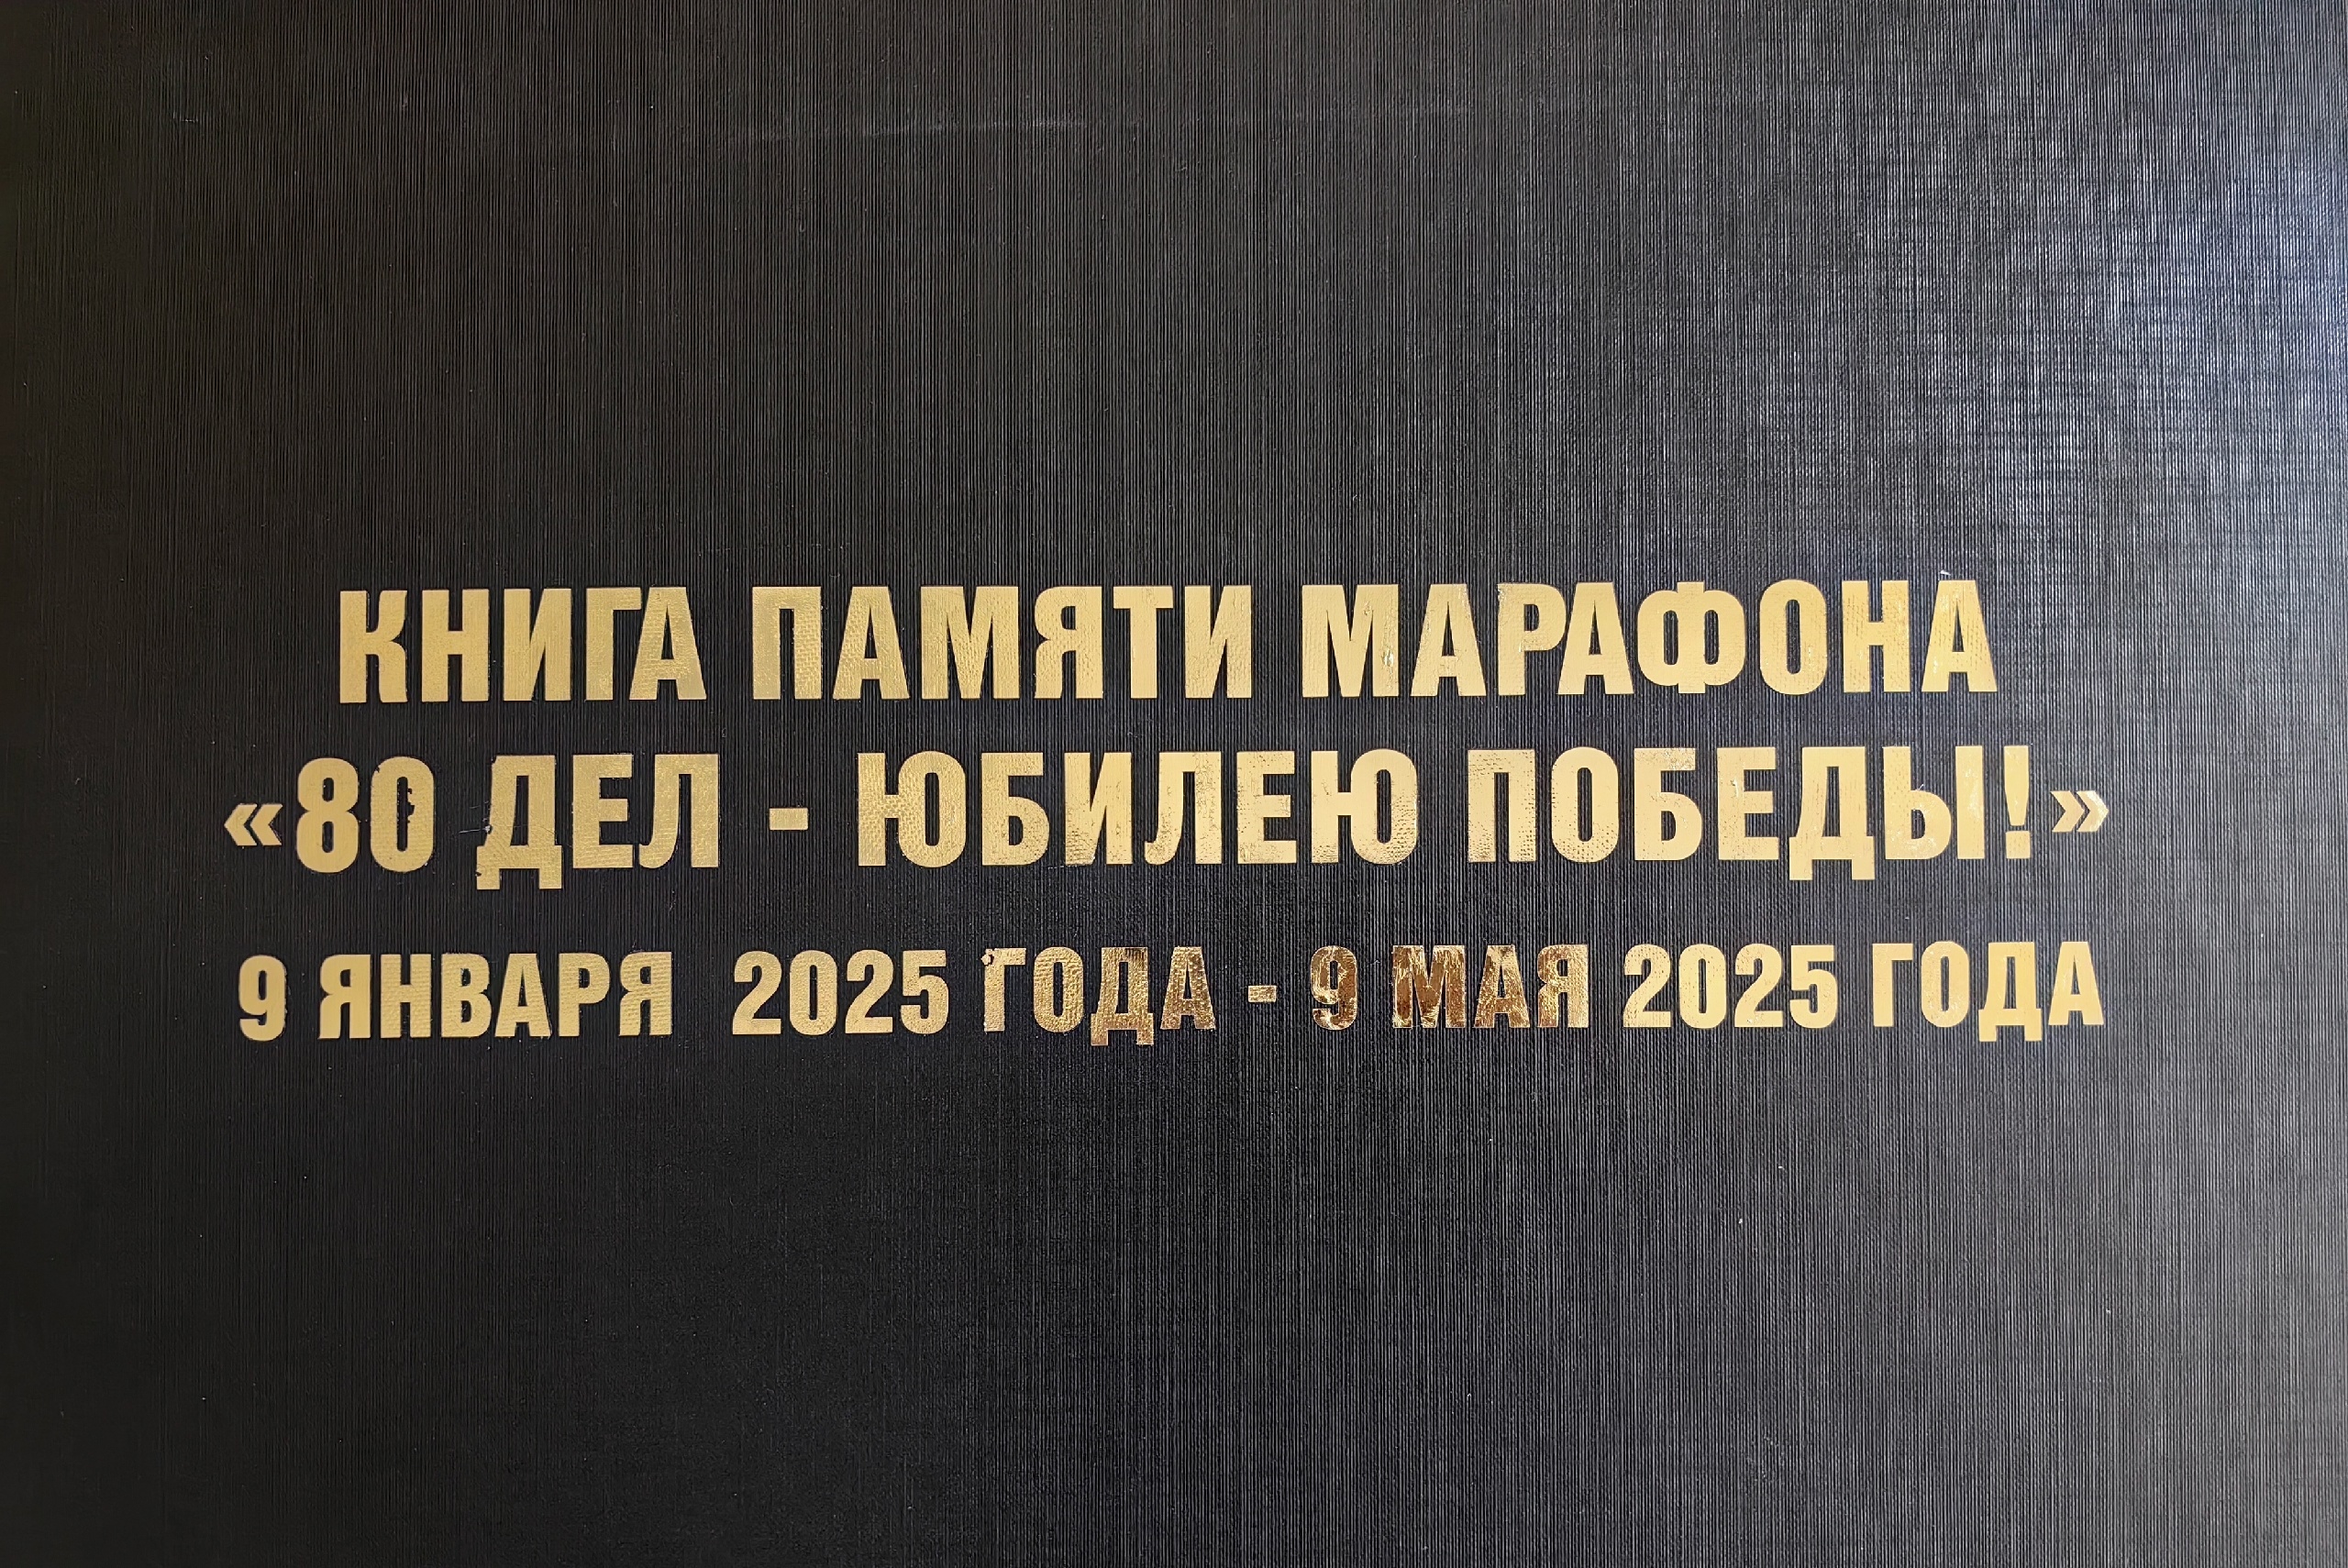 КНИГА ПАМЯТИ МАРАФОНА
«80 ДЕЛ - ЮБИЛЕЮ ПОБЕДЫ!»
9 ЯНВАРЯ 2025 ГОДА - 9 МАЯ 2025 ГОДА